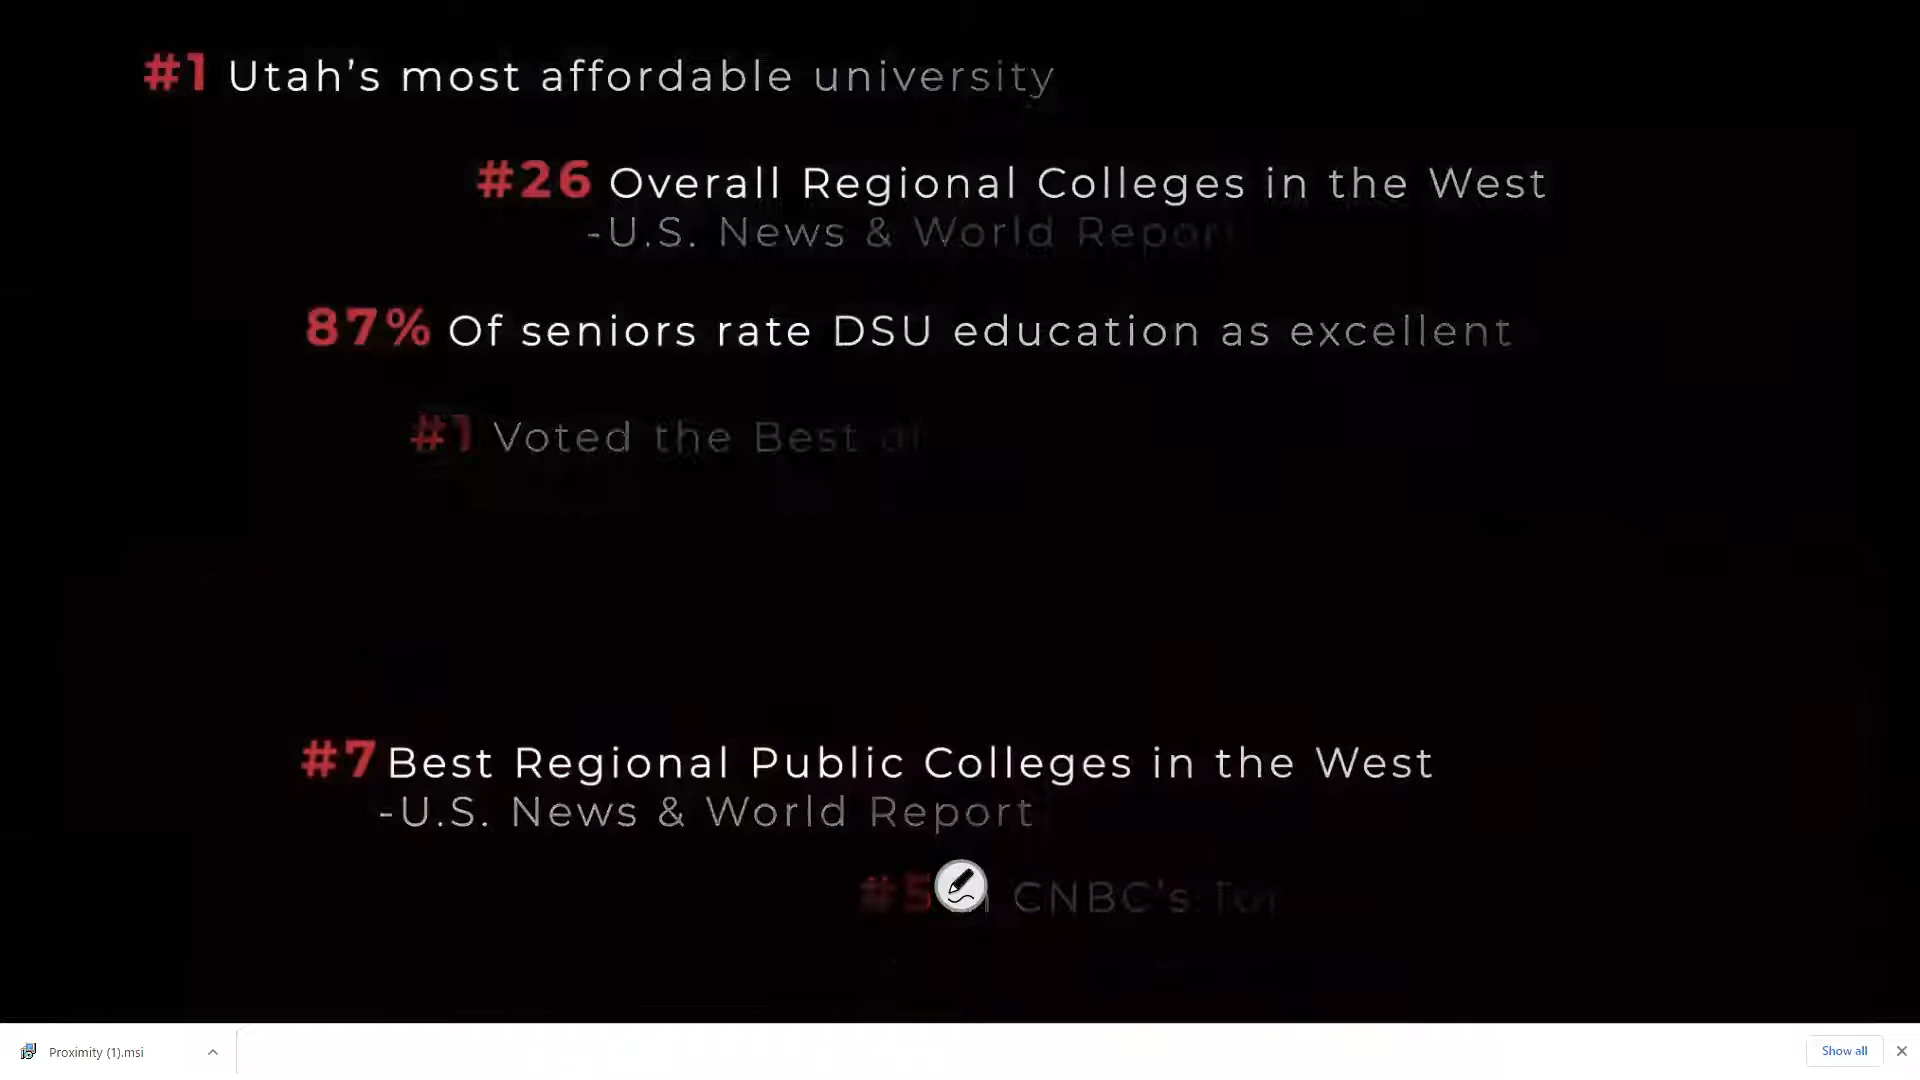 #1 Utah’s most affordable university
#26 Overall Regional Colleges in the West
-U.S. News & World Report
87% Of seniors rate DSU education as excellent
#1 Voted the Best of
#7 Best Regional Public Colleges in the West
-U.S. News & World Report
#5 CNBC’s
Proximity (1).msi
Show all